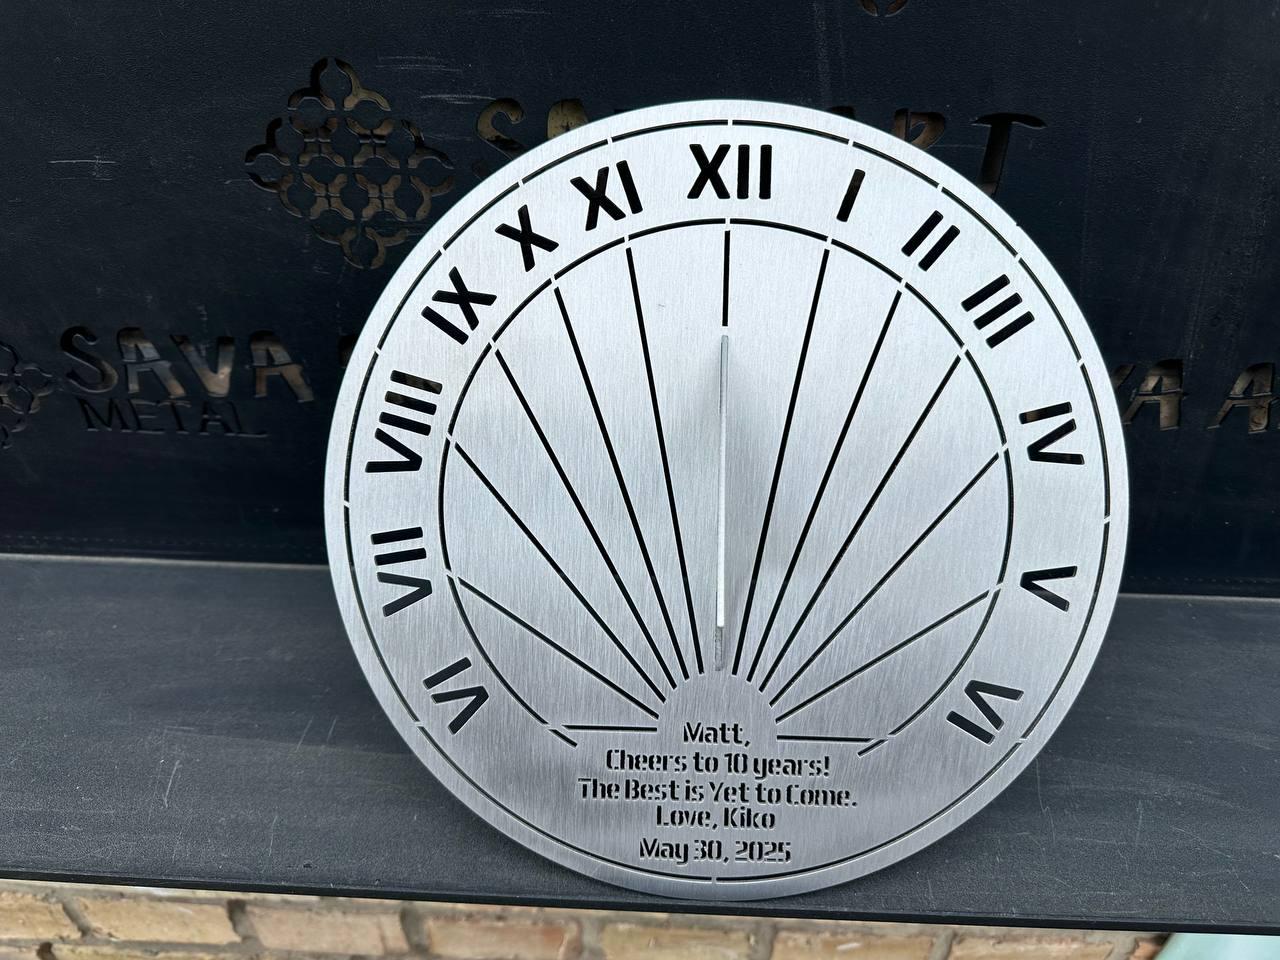 SAVA
METAL
XII
I
II
III
IV
V
VI
VI
VII
VIII
IX
X
XI
Matt,
Cheers to 10 years!
The Best is Yet to Come.
Love, Kiko
May 30, 2025